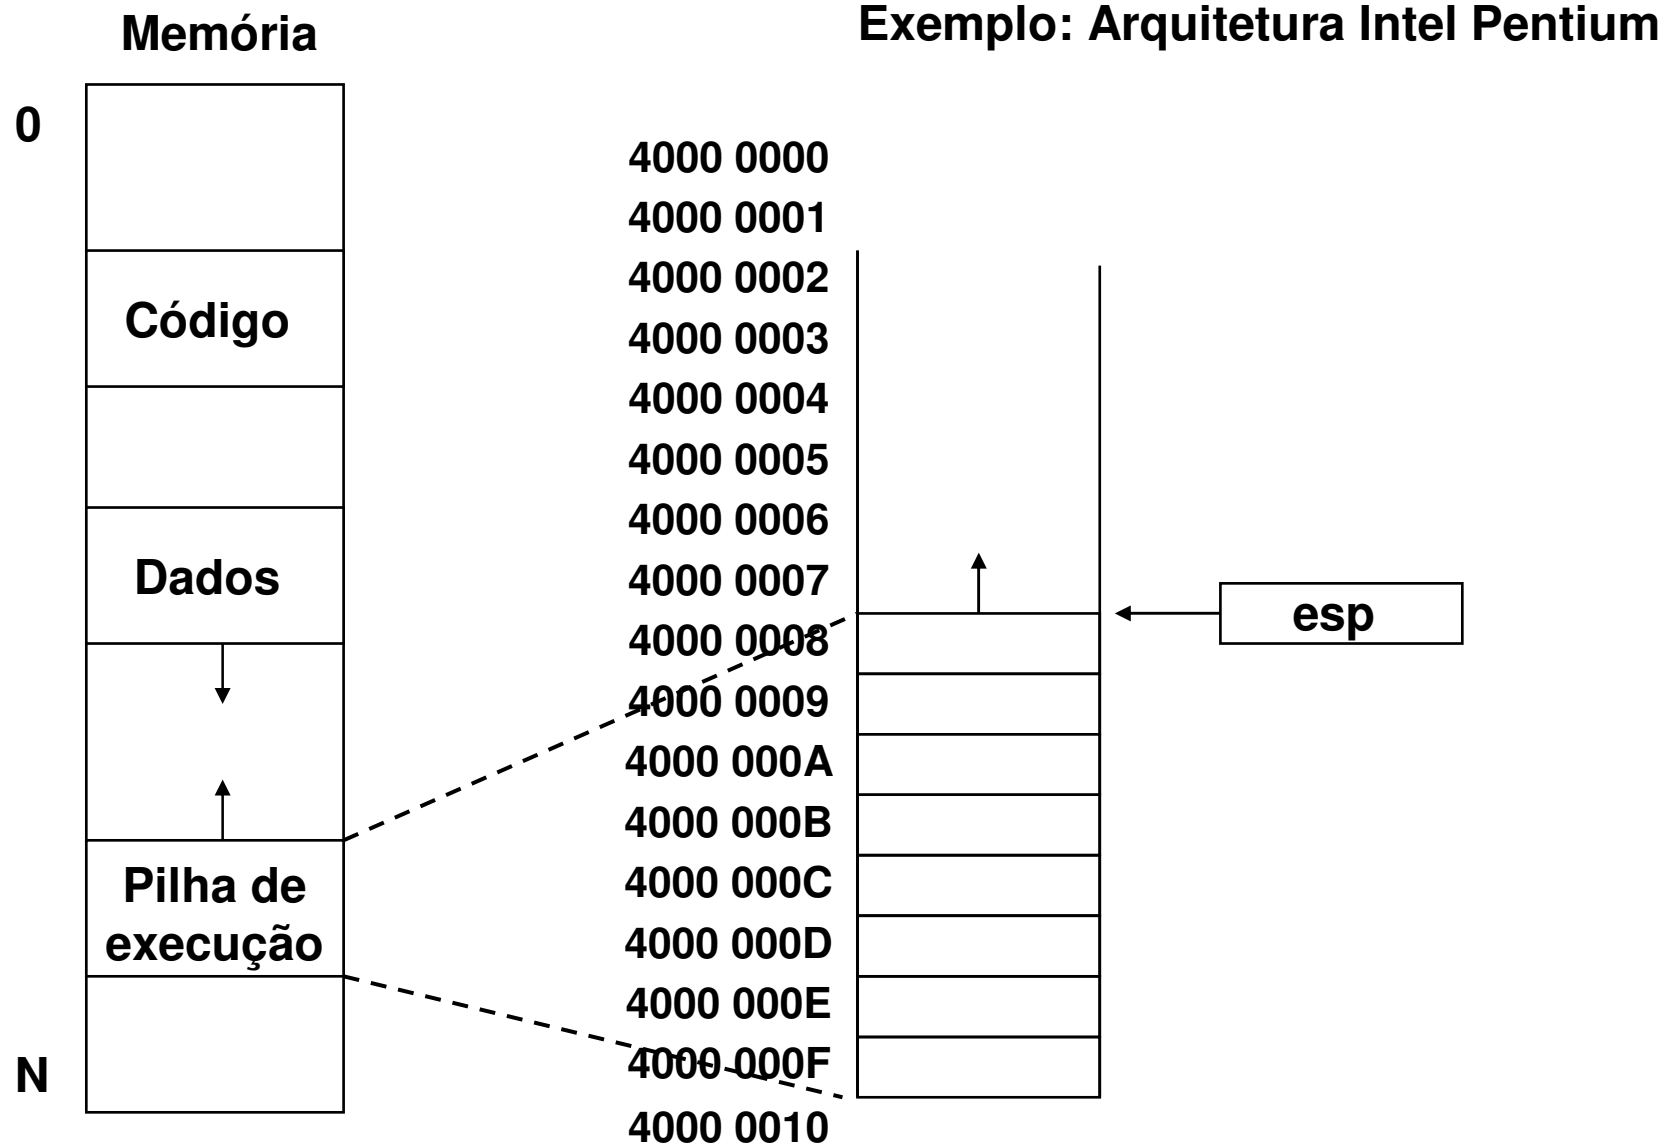 Memória
Exemplo: Arquitetura Intel Pentium
0
Código
Dados
Pilha de
execução
N
4000 0000
4000 0001
4000 0002
4000 0003
4000 0004
4000 0005
4000 0006
4000 0007
4000 0008
4000 0009
4000 000A
4000 000B
4000 000C
4000 000D
4000 000E
4000 000F
4000 0010
esp